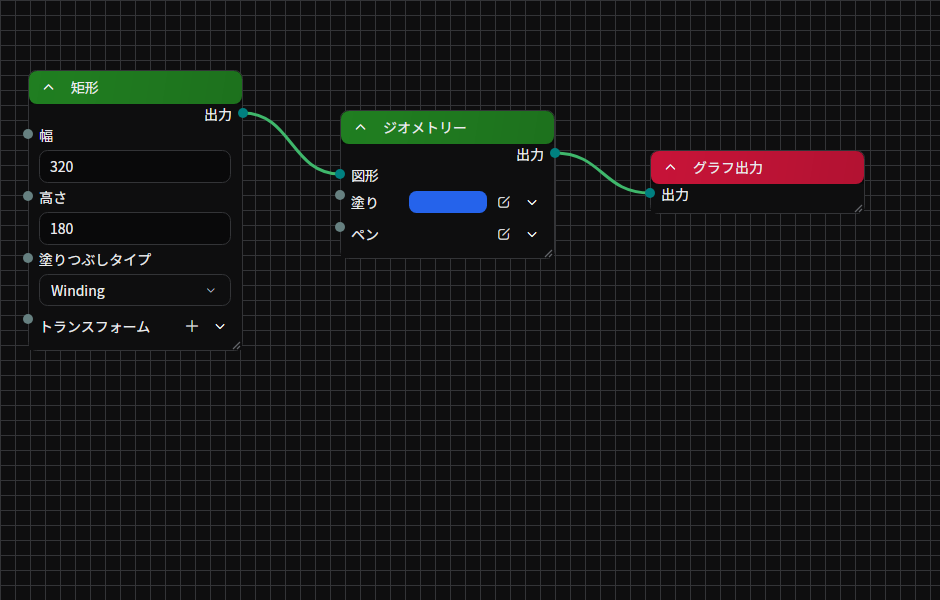 矩形
出力
幅
320
高さ
180
塗りつぶしタイプ
Winding
トランスフォーム
ジオメトリー
出力
図形
塗り
ペン
グラフ出力
出力